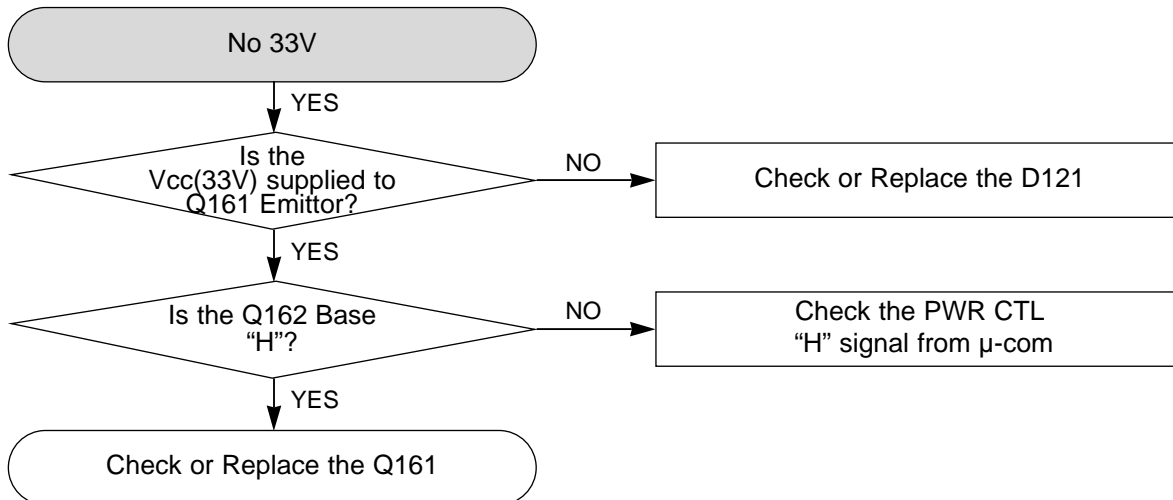 No 33V
YES
Is the
Vcc(33V) supplied to
Q161 Emittor?
NO
Check or Replace the D121
YES
Is the Q162 Base
“H”?
NO
Check the PWR CTL
“H” signal from µ-com
YES
Check or Replace the Q161